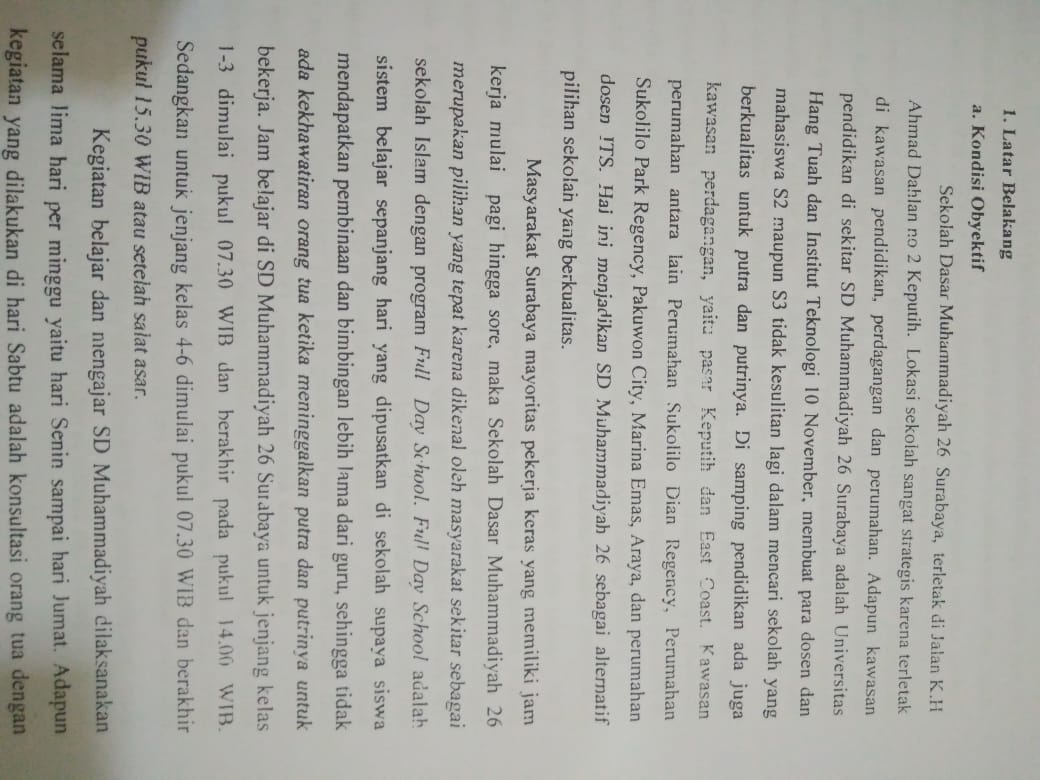 1. Latar Belakang
a. Kondisi Obyektif
Sekolah Dasar Muhammadiyah 26 Surabaya, terletak di Jalan K.H
Ahmad Dahlan no 2 Keputih. Lokasi sekolah sangat strategis karena terletak
di kawasan pendidikan, perdagangan dan perumahan. Adapun kawasan
pendidikan di sekitar SD Muhammadiyah 26 Surabaya adalah Universitas
Hang Tuah dan Institut Teknologi 10 November, membuat para dosen dan
mahasiswa S2 maupun S3 tidak kesulitan lagi dalam mencari sekolah yang
berkualitas untuk putra dan putrinya. Di samping pendidikan ada juga
kawasan perdagangan, yaitu pasar Keputih dan East Coast. Kawasan
perumahan antara lain Perumahan Sukolilo Dian Regency, Perumahan
Sukolilo Park Regency, Pakuwon City, Marina Emas, Araya, dan perumahan
dosen ITS. Hal ini menjadikan SD Muhammadiyah 26 sebagai alternatif
pilihan sekolah yang berkualitas.
Masyarakat Surabaya mayoritas pekerja keras yang memiliki jam
kerja mulai pagi hingga sore, maka Sekolah Dasar Muhammadiyah 26
merupakan pilihan yang tepat karena dikenal oleh masyarakat sekitar sebagai
sekolah Islam dengan program Full Day School. Full Day School adalah
sistem belajar sepanjang hari yang dipusatkan di sekolah supaya siswa
mendapatkan pembinaan dan bimbingan lebih lama dari guru, sehingga tidak
ada kekhawatiran orang tua ketika meninggalkan putra dan putrinya untuk
bekerja. Jam belajar di SD Muhammadiyah 26 Surabaya untuk jenjang kelas
1-3 dimulai pukul 07.30 WIB dan berakhir pada pukul 14.00 WIB.
Sedangkan untuk jenjang kelas 4-6 dimulai pukul 07.30 WIB dan berakhir
pukul 15.30 WIB atau setelah salat asar.
Kegiatan belajar dan mengajar SD Muhammadiyah dilaksanakan
selama lima hari per minggu yaitu hari Senin sampai hari Jumat. Adapun
kegiatan yang dilakukan di hari Sabtu adalah konsultasi orang tua dengan